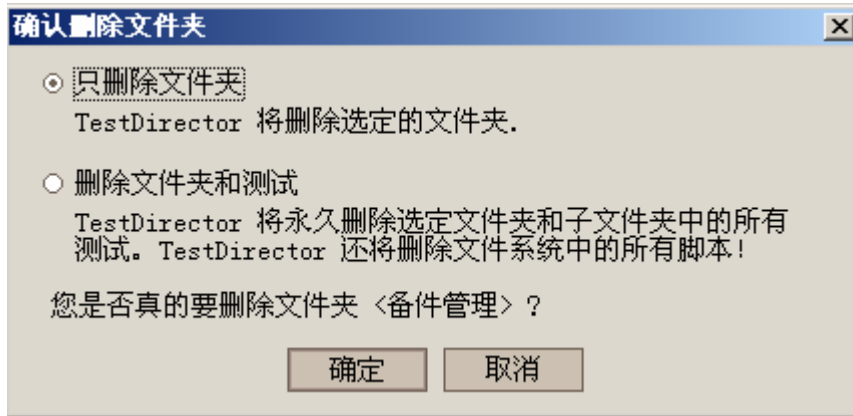 确认删除文件夹
只删除文件夹
TestDirector 将删除选定的文件夹.
删除文件夹和测试
TestDirector 将永久删除选定文件夹和子文件夹中的所有
测试。TestDirector 还将删除文件系统中的所有脚本!
您是否真的要删除文件夹 <备件管理> ?
确定 取消